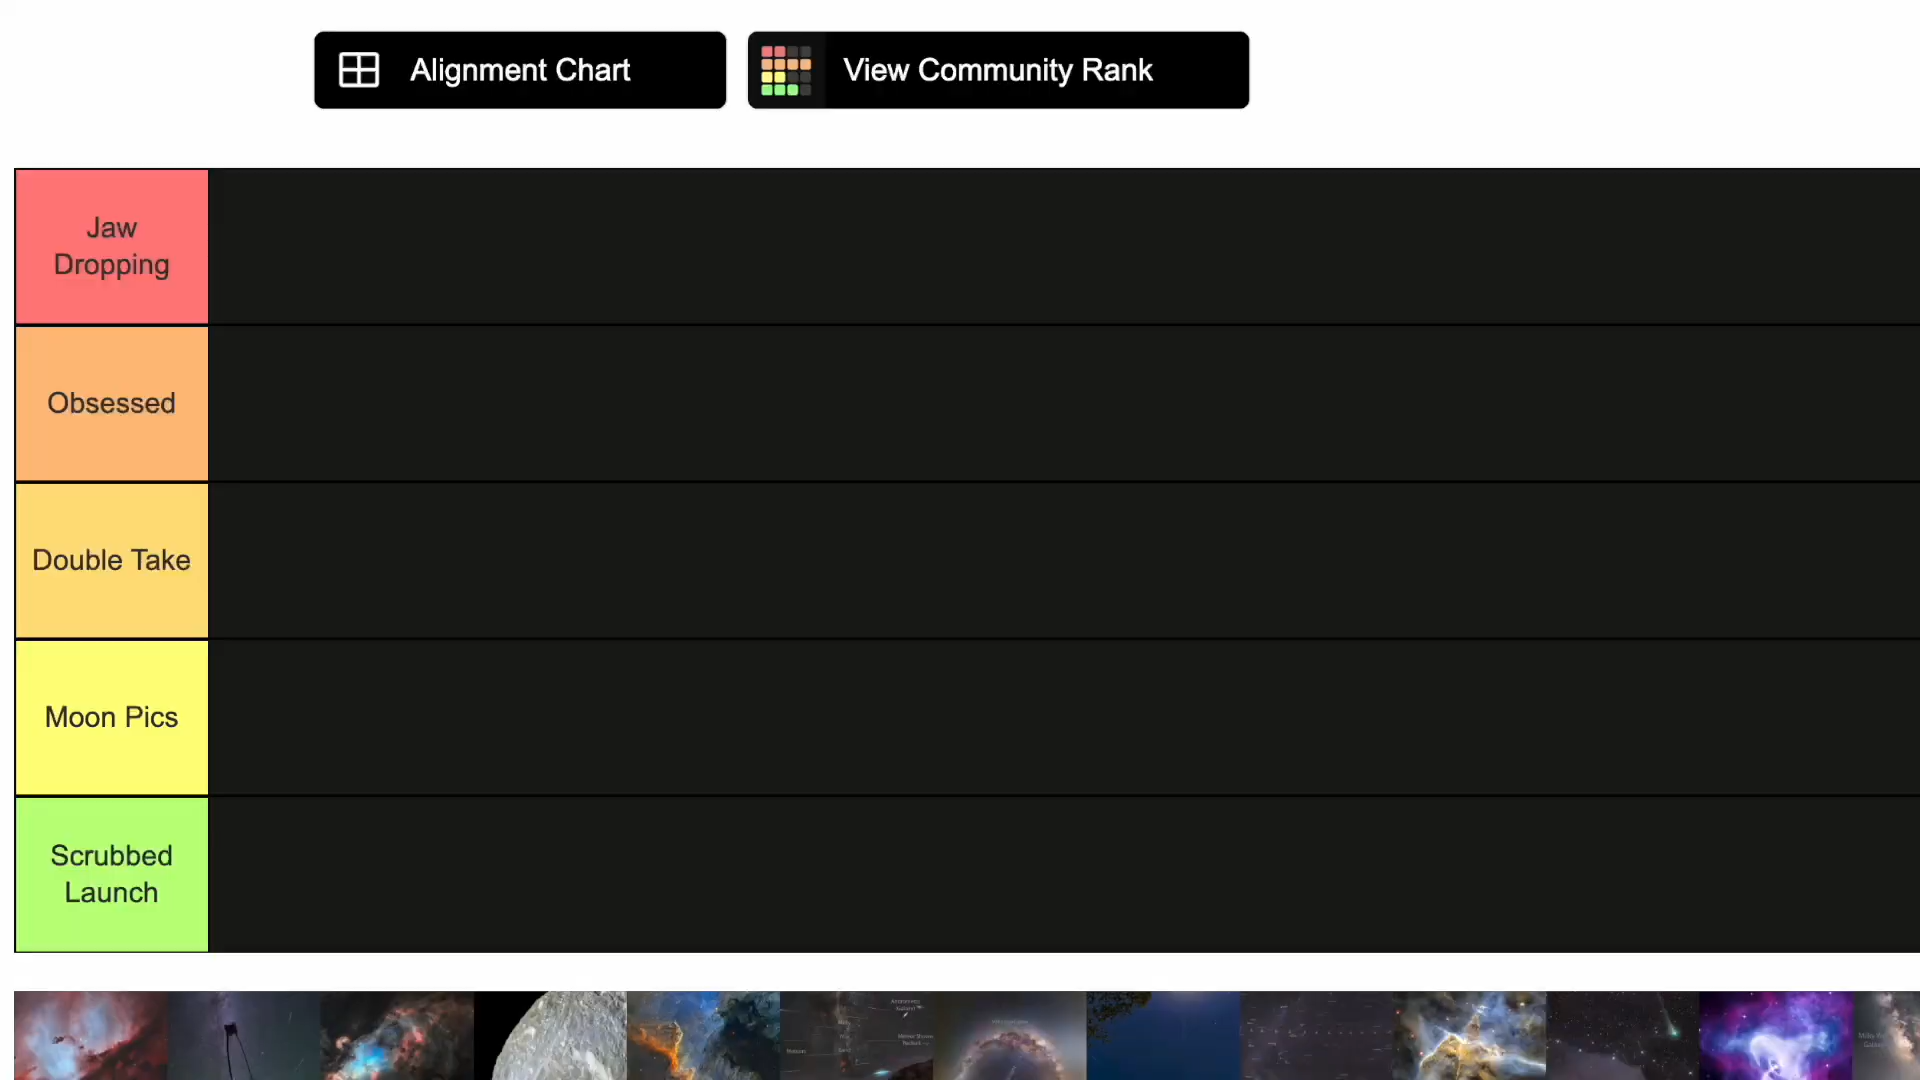 Alignment Chart
View Community Rank
Jaw
Dropping
Obsessed
Double Take
Moon Pics
Scrubbed
Launch